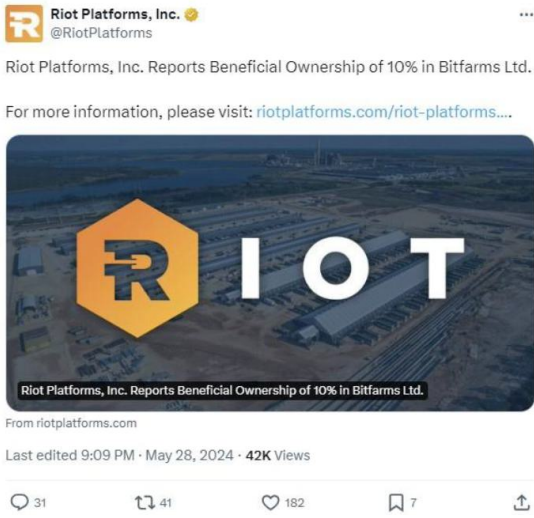 Riot Platforms, Inc.
@RiotPlatforms
Riot Platforms, Inc. Reports Beneficial Ownership of 10% in Bitfarms Ltd.
For more information, please visit: riotplatforms.com/riot-platforms....
R IOT
Riot Platforms, Inc. Reports Beneficial Ownership of 10% in Bitfarms Ltd.
From riotplatforms.com
Last edited 9:09 PM · May 28, 2024 · 42K Views
31 41 182 7